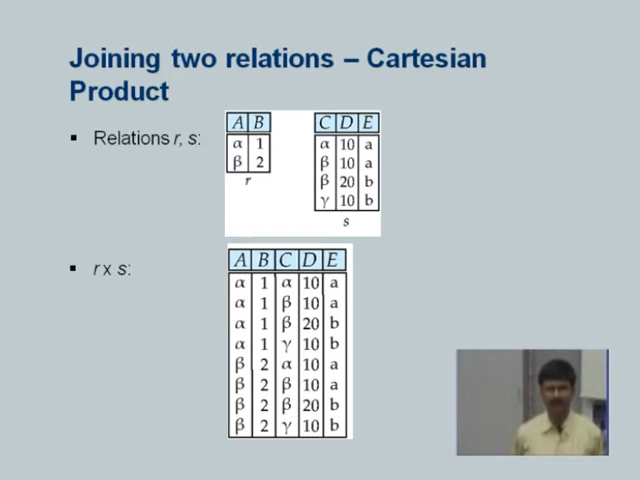 Joining two relations – Cartesian
Product
▪ Relations r, s:
A B
α 1
β 2
r
C D E
α 10 a
β 10 a
β 20 b
γ 10 b
s
▪ r x s:
A B C D E
α 1 α 10 a
α 1 β 10 a
α 1 β 20 b
α 1 γ 10 b
β 2 α 10 a
β 2 β 10 a
β 2 β 20 b
β 2 γ 10 b